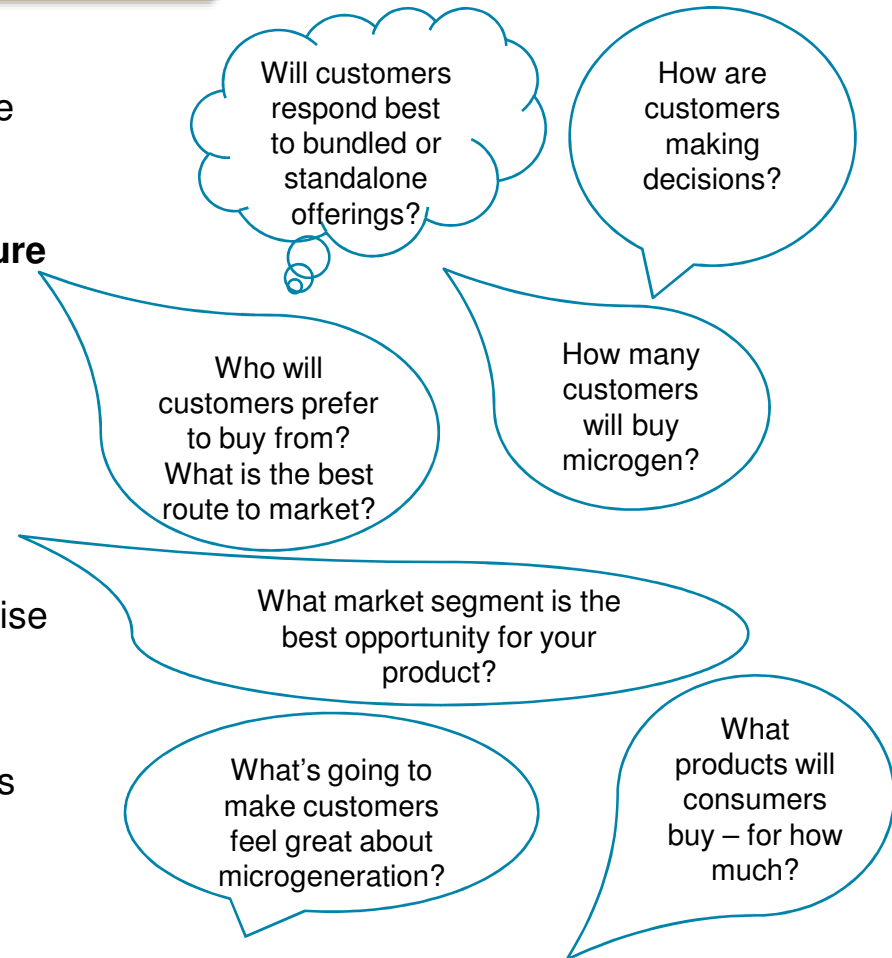 Will customers
respond best
to bundled or
standalone
offerings?
How are
customers
making
decisions?
e
ure
Who will
customers prefer
to buy from?
What is the best
route to market?
How many
customers
will buy
microgen?
ise
What market segment is the
best opportunity for your
product?
s
What's going to
make customers
feel great about
microgeneration?
What
products will
consumers
buy – for how
much?